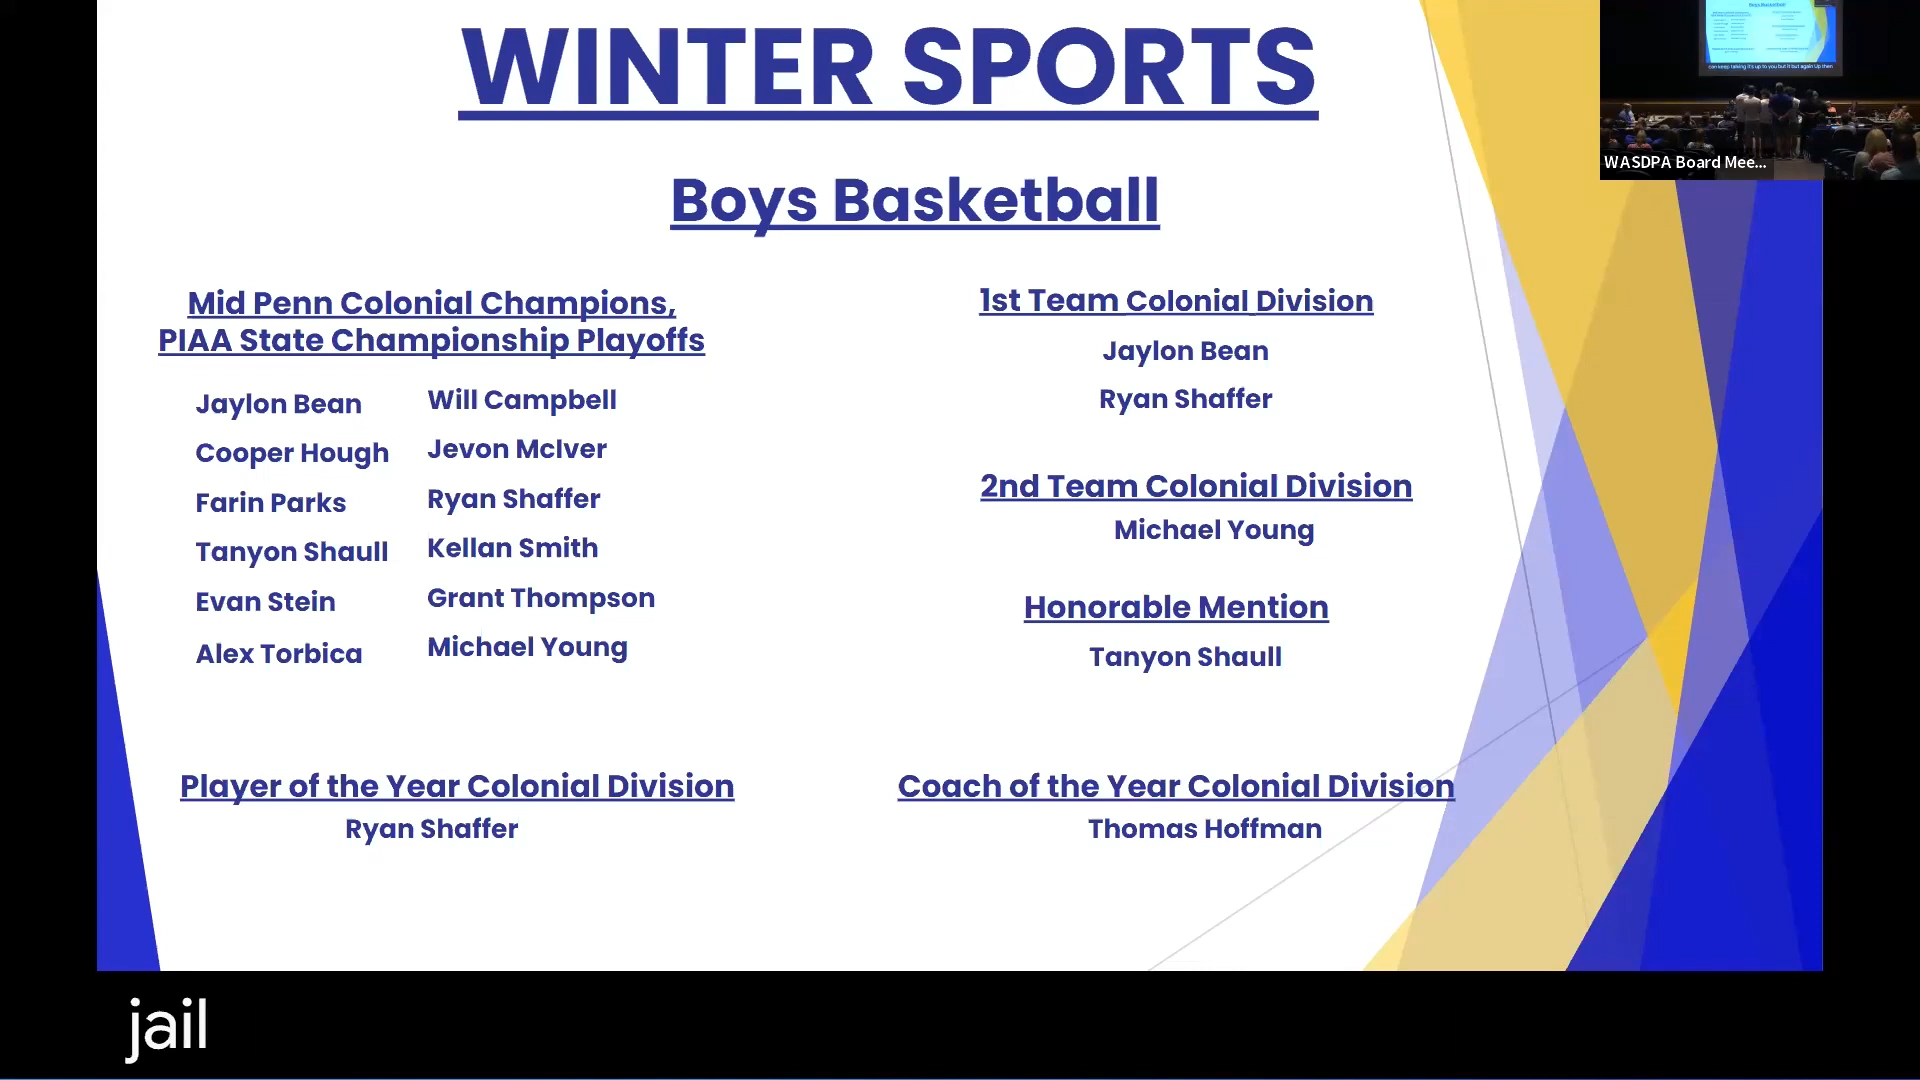 WINTER SPORTS
Boys Basketball
Mid Penn Colonial Champions,
PIAA State Championship Playoffs
Jaylon Bean
Cooper Hough
Farin Parks
Tanyon Shaull
Evan Stein
Alex Torbica
Will Campbell
Jevon McIver
Ryan Shaffer
Kellan Smith
Grant Thompson
Michael Young
1st Team Colonial Division
Jaylon Bean
Ryan Shaffer
2nd Team Colonial Division
Michael Young
Honorable Mention
Tanyon Shaull
Player of the Year Colonial Division
Ryan Shaffer
Coach of the Year Colonial Division
Thomas Hoffman
WASDPA Board Mee...
jail